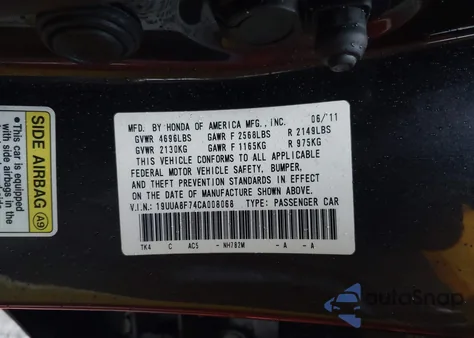 MFD. BY HONDA OF AMERICA MFG., INC. 06/11
GVWR 4696LBS GAWR F 2568LBS R 2149LBS
GVWR 2130KG GAWR F 1165KG R 975KG
THIS VEHICLE CONFORMS TO ALL APPLICABLE
FEDERAL MOTOR VEHICLE SAFETY, BUMPER,
AND THEFT PREVENTION STANDARDS IN EFFECT
ON THE DATE OF MANUFACTURE SHOWN ABOVE.
V.I.N.: 19UUA8F74CA008068 TYPE: PASSENGER CAR
TK4 C AC5 - NH782M - A - A
SIDE AIRBAG
A9
• This car is equipped
with side airbags in the
autoSnap